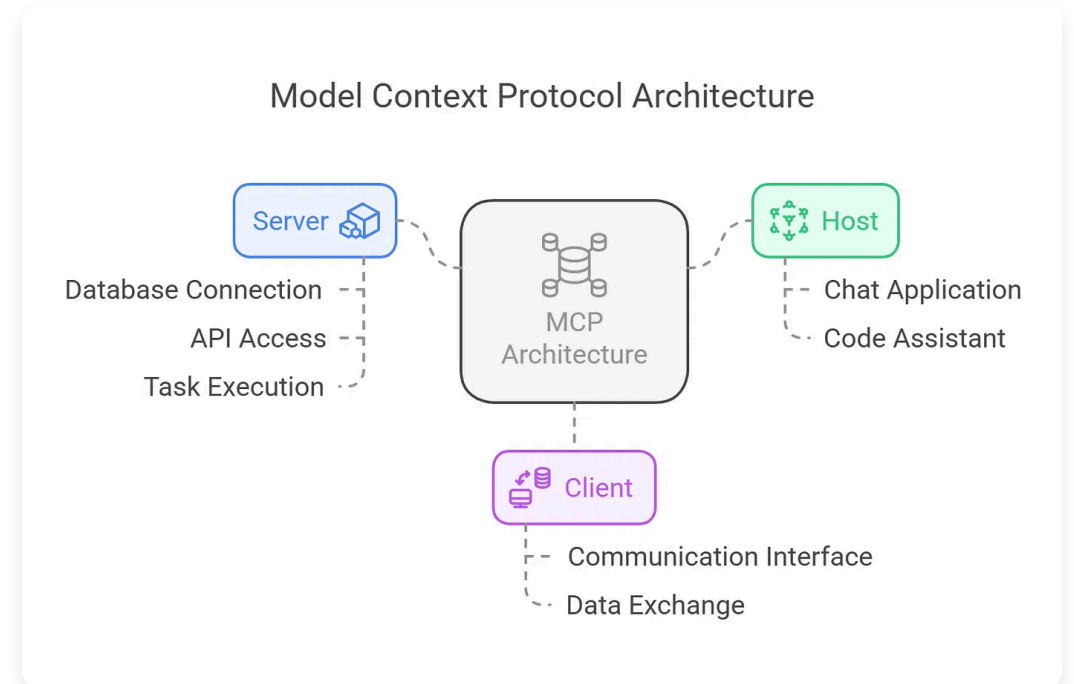 Model Context Protocol Architecture
Server
Database Connection
API Access
Task Execution
MCP
Architecture
Host
Chat Application
Code Assistant
Client
Communication Interface
Data Exchange